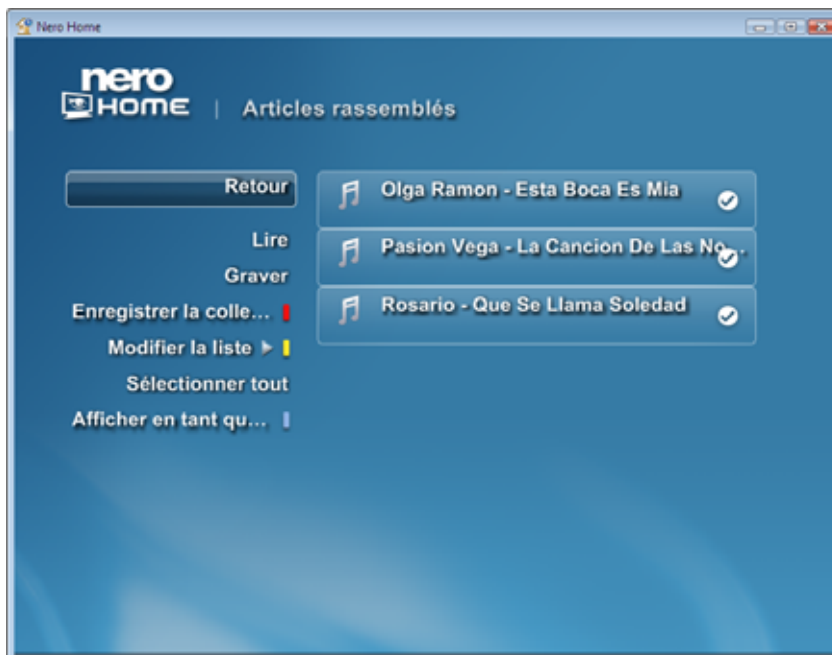 Nero Home
nero
HOME | Articles rassemblés
Retour
Lire
Graver
Enregistrer la colle...
Modifier la liste
Sélectionner tout
Afficher en tant qu...
Olga Ramon - Esta Boca Es Mia
Pasion Vega - La Cancion De Las No...
Rosario - Que Se Llama Soledad